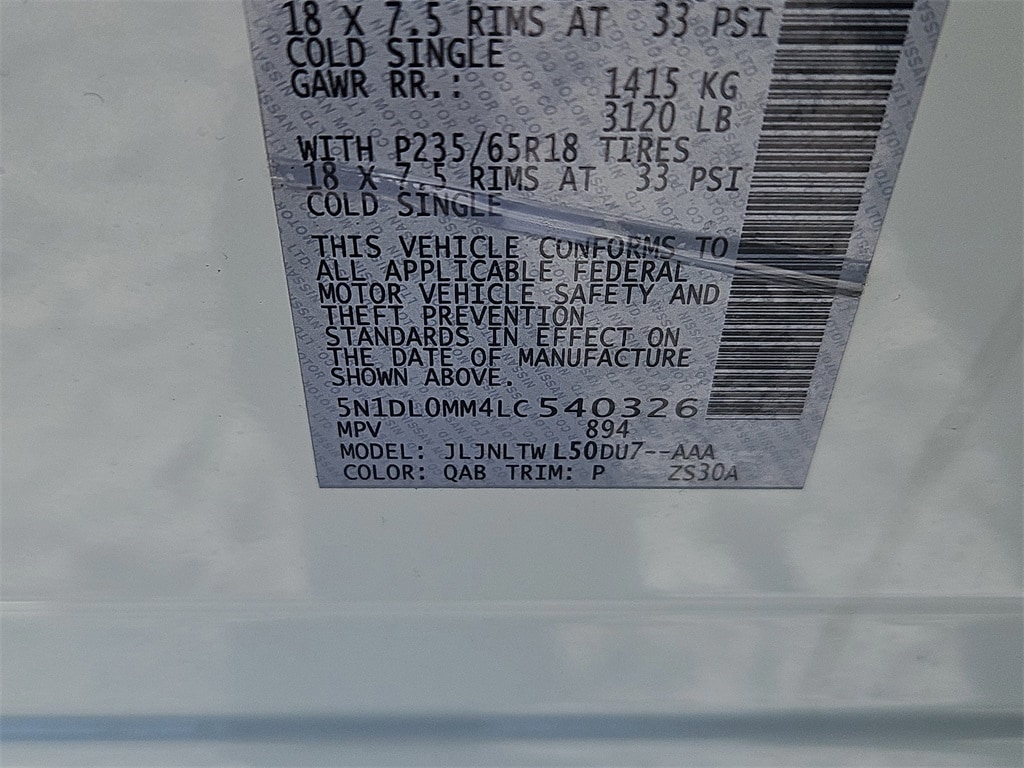 18 X 7.5 RIMS AT 33 PSI
COLD SINGLE
GAWR RR.: 1415 KG
3120 LB
WITH P235/65R18 TIRES
18 X 7.5 RIMS AT 33 PSI
COLD SINGLE
THIS VEHICLE CONFORMS TO
ALL APPLICABLE FEDERAL
MOTOR VEHICLE SAFETY AND
THEFT PREVENTION
STANDARDS IN EFFECT ON
THE DATE OF MANUFACTURE
SHOWN ABOVE.
5N1DL0MM4LC540326
MPV 894
MODEL: JLJNLTWL50DU7--AAA
COLOR: QAB TRIM: P ZS30A